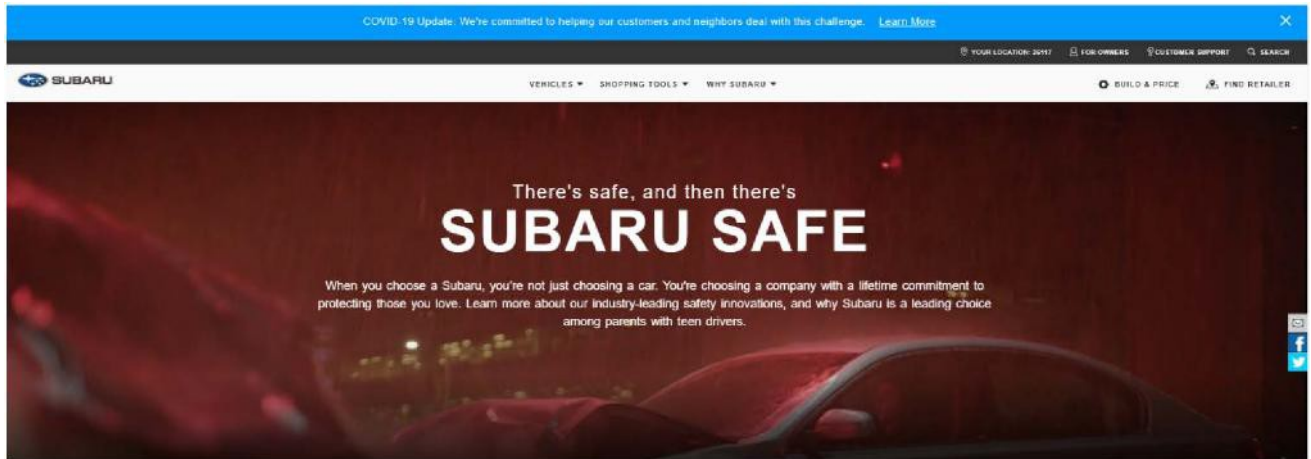 COVID-19 Update: We're committed to helping our customers and neighbors deal with this challenge. Learn More
YOUR LOCATION: FOR OWNERS CUSTOMER SUPPORT SEARCH
SUBARU VEHICLES SHOPPING TOOLS WHY SUBARU BUILD & PRICE FIND RETAILER
There's safe, and then there's
SUBARU SAFE
When you choose a Subaru, you're not just choosing a car. You're choosing a company with a lifetime commitment to
protecting those you love. Learn more about our industry-leading safety innovations, and why Subaru is a leading choice
among parents with teen drivers.